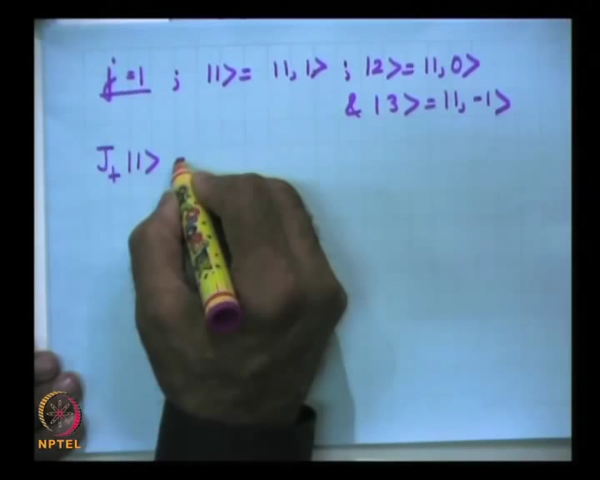 j=1 ; |1> = |1, 1> ; |2> = |1, 0>
& |3> = |1, -1>
J+ |1>
NPTEL